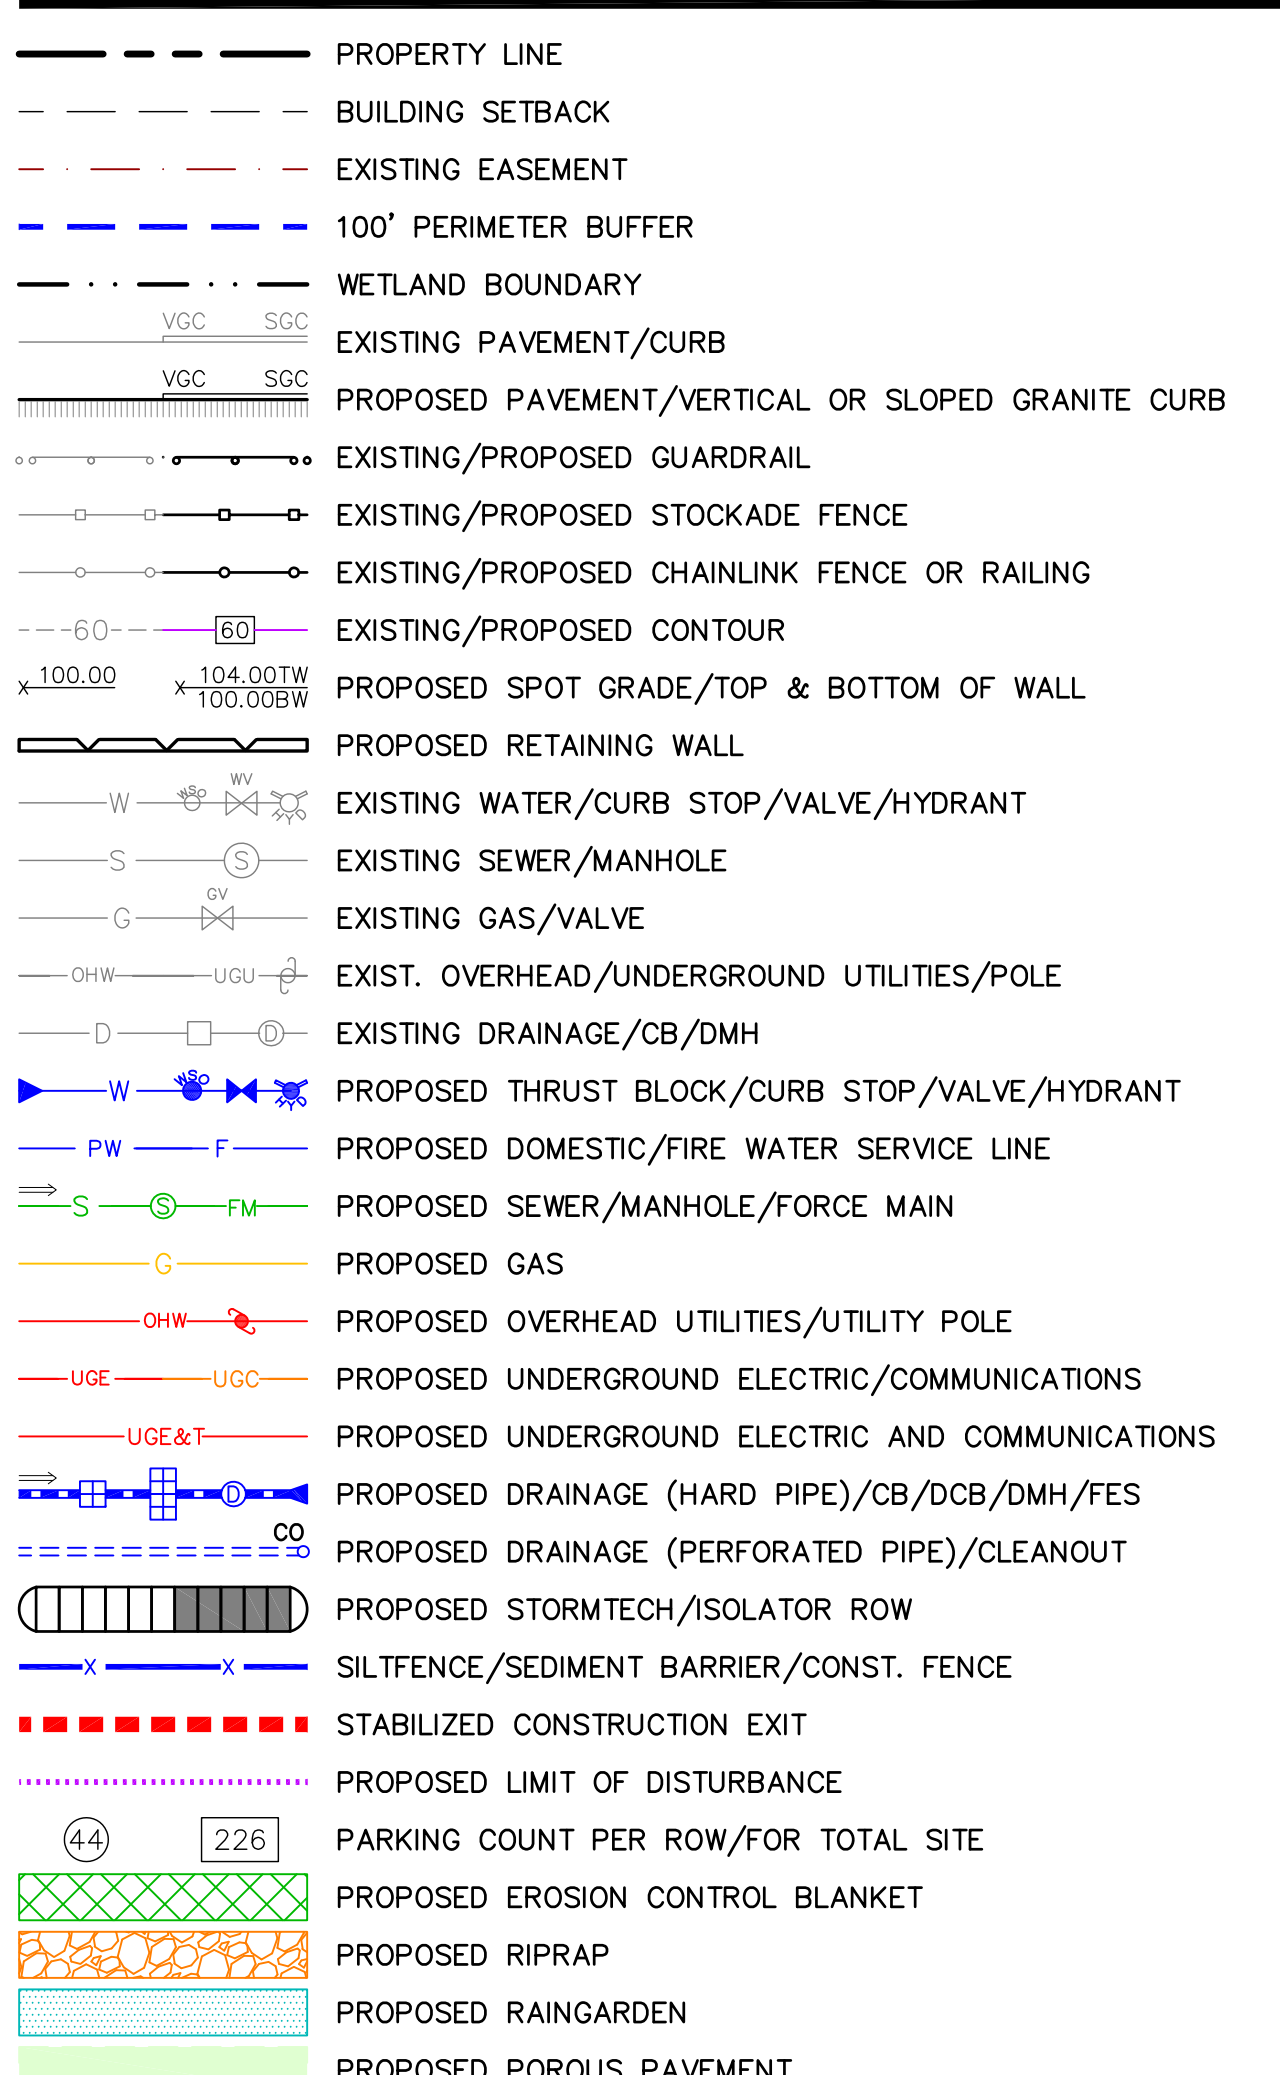 PROPERTY LINE
BUILDING SETBACK
EXISTING EASEMENT
100' PERIMETER BUFFER
WETLAND BOUNDARY
VGC SGC
EXISTING PAVEMENT/CURB
VGC SGC
PROPOSED PAVEMENT/VERTICAL OR SLOPED GRANITE CURB
EXISTING/PROPOSED GUARDRAIL
EXISTING/PROPOSED STOCKADE FENCE
EXISTING/PROPOSED CHAINLINK FENCE OR RAILING
60 60 EXISTING/PROPOSED CONTOUR
X 100.00 X 104.00TW
100.00BW
PROPOSED SPOT GRADE/TOP & BOTTOM OF WALL
PROPOSED RETAINING WALL
W WSO WV HYD EXISTING WATER/CURB STOP/VALVE/HYDRANT
S S EXISTING SEWER/MANHOLE
G GV EXISTING GAS/VALVE
OHW UGU EXIST. OVERHEAD/UNDERGROUND UTILITIES/POLE
D D EXISTING DRAINAGE/CB/DMH
W WSO HYD PROPOSED THRUST BLOCK/CURB STOP/VALVE/HYDRANT
PW F PROPOSED DOMESTIC/FIRE WATER SERVICE LINE
S S FM PROPOSED SEWER/MANHOLE/FORCE MAIN
G PROPOSED GAS
OHW PROPOSED OVERHEAD UTILITIES/UTILITY POLE
UGE UGC PROPOSED UNDERGROUND ELECTRIC/COMMUNICATIONS
UGE&T PROPOSED UNDERGROUND ELECTRIC AND COMMUNICATIONS
D PROPOSED DRAINAGE (HARD PIPE)/CB/DCB/DMH/FES
CO PROPOSED DRAINAGE (PERFORATED PIPE)/CLEANOUT
PROPOSED STORMTECH/ISOLATOR ROW
X X SILTFENCE/SEDIMENT BARRIER/CONST. FENCE
STABILIZED CONSTRUCTION EXIT
PROPOSED LIMIT OF DISTURBANCE
44 226 PARKING COUNT PER ROW/FOR TOTAL SITE
PROPOSED EROSION CONTROL BLANKET
PROPOSED RIPRAP
PROPOSED RAINGARDEN
PROPOSED POROUS PAVEMENT